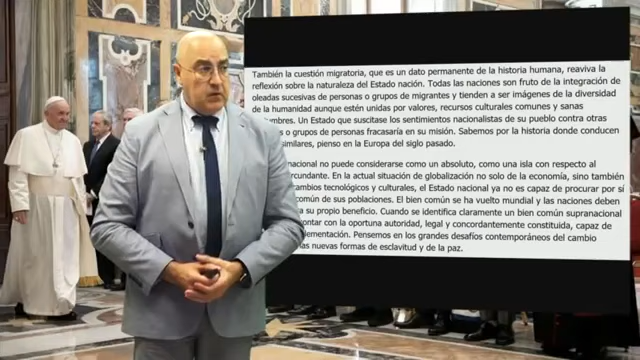 También la cuestión migratoria, que es un dato permanente de la historia humana, reaviva la
reflexión sobre la naturaleza del Estado nación. Todas las naciones son fruto de la integración de
oleadas sucesivas de personas o grupos de migrantes y tienden a ser imágenes de la diversidad
de la humanidad aunque estén unidas por valores, recursos culturales comunes y sanas
umbres. Un Estado que suscitase los sentimientos nacionalistas de su pueblo contra otras
s o grupos de personas fracasaría en su misión. Sabemos por la historia donde conducen
similares, pienso en la Europa del siglo pasado.
nacional no puede considerarse como un absoluto, como una isla con respecto al
rcundante. En la actual situación de globalización no solo de la economía, sino también
cambios tecnológicos y culturales, el Estado nacional ya no es capaz de procurar por sí
común de sus poblaciones. El bien común se ha vuelto mundial y las naciones deben
a su propio beneficio. Cuando se identifica claramente un bien común supranacional
ontar con la oportuna autoridad, legal y concordantemente constituida, capaz de
plementación. Pensemos en los grandes desafíos contemporáneos del cambio
las nuevas formas de esclavitud y de la paz.